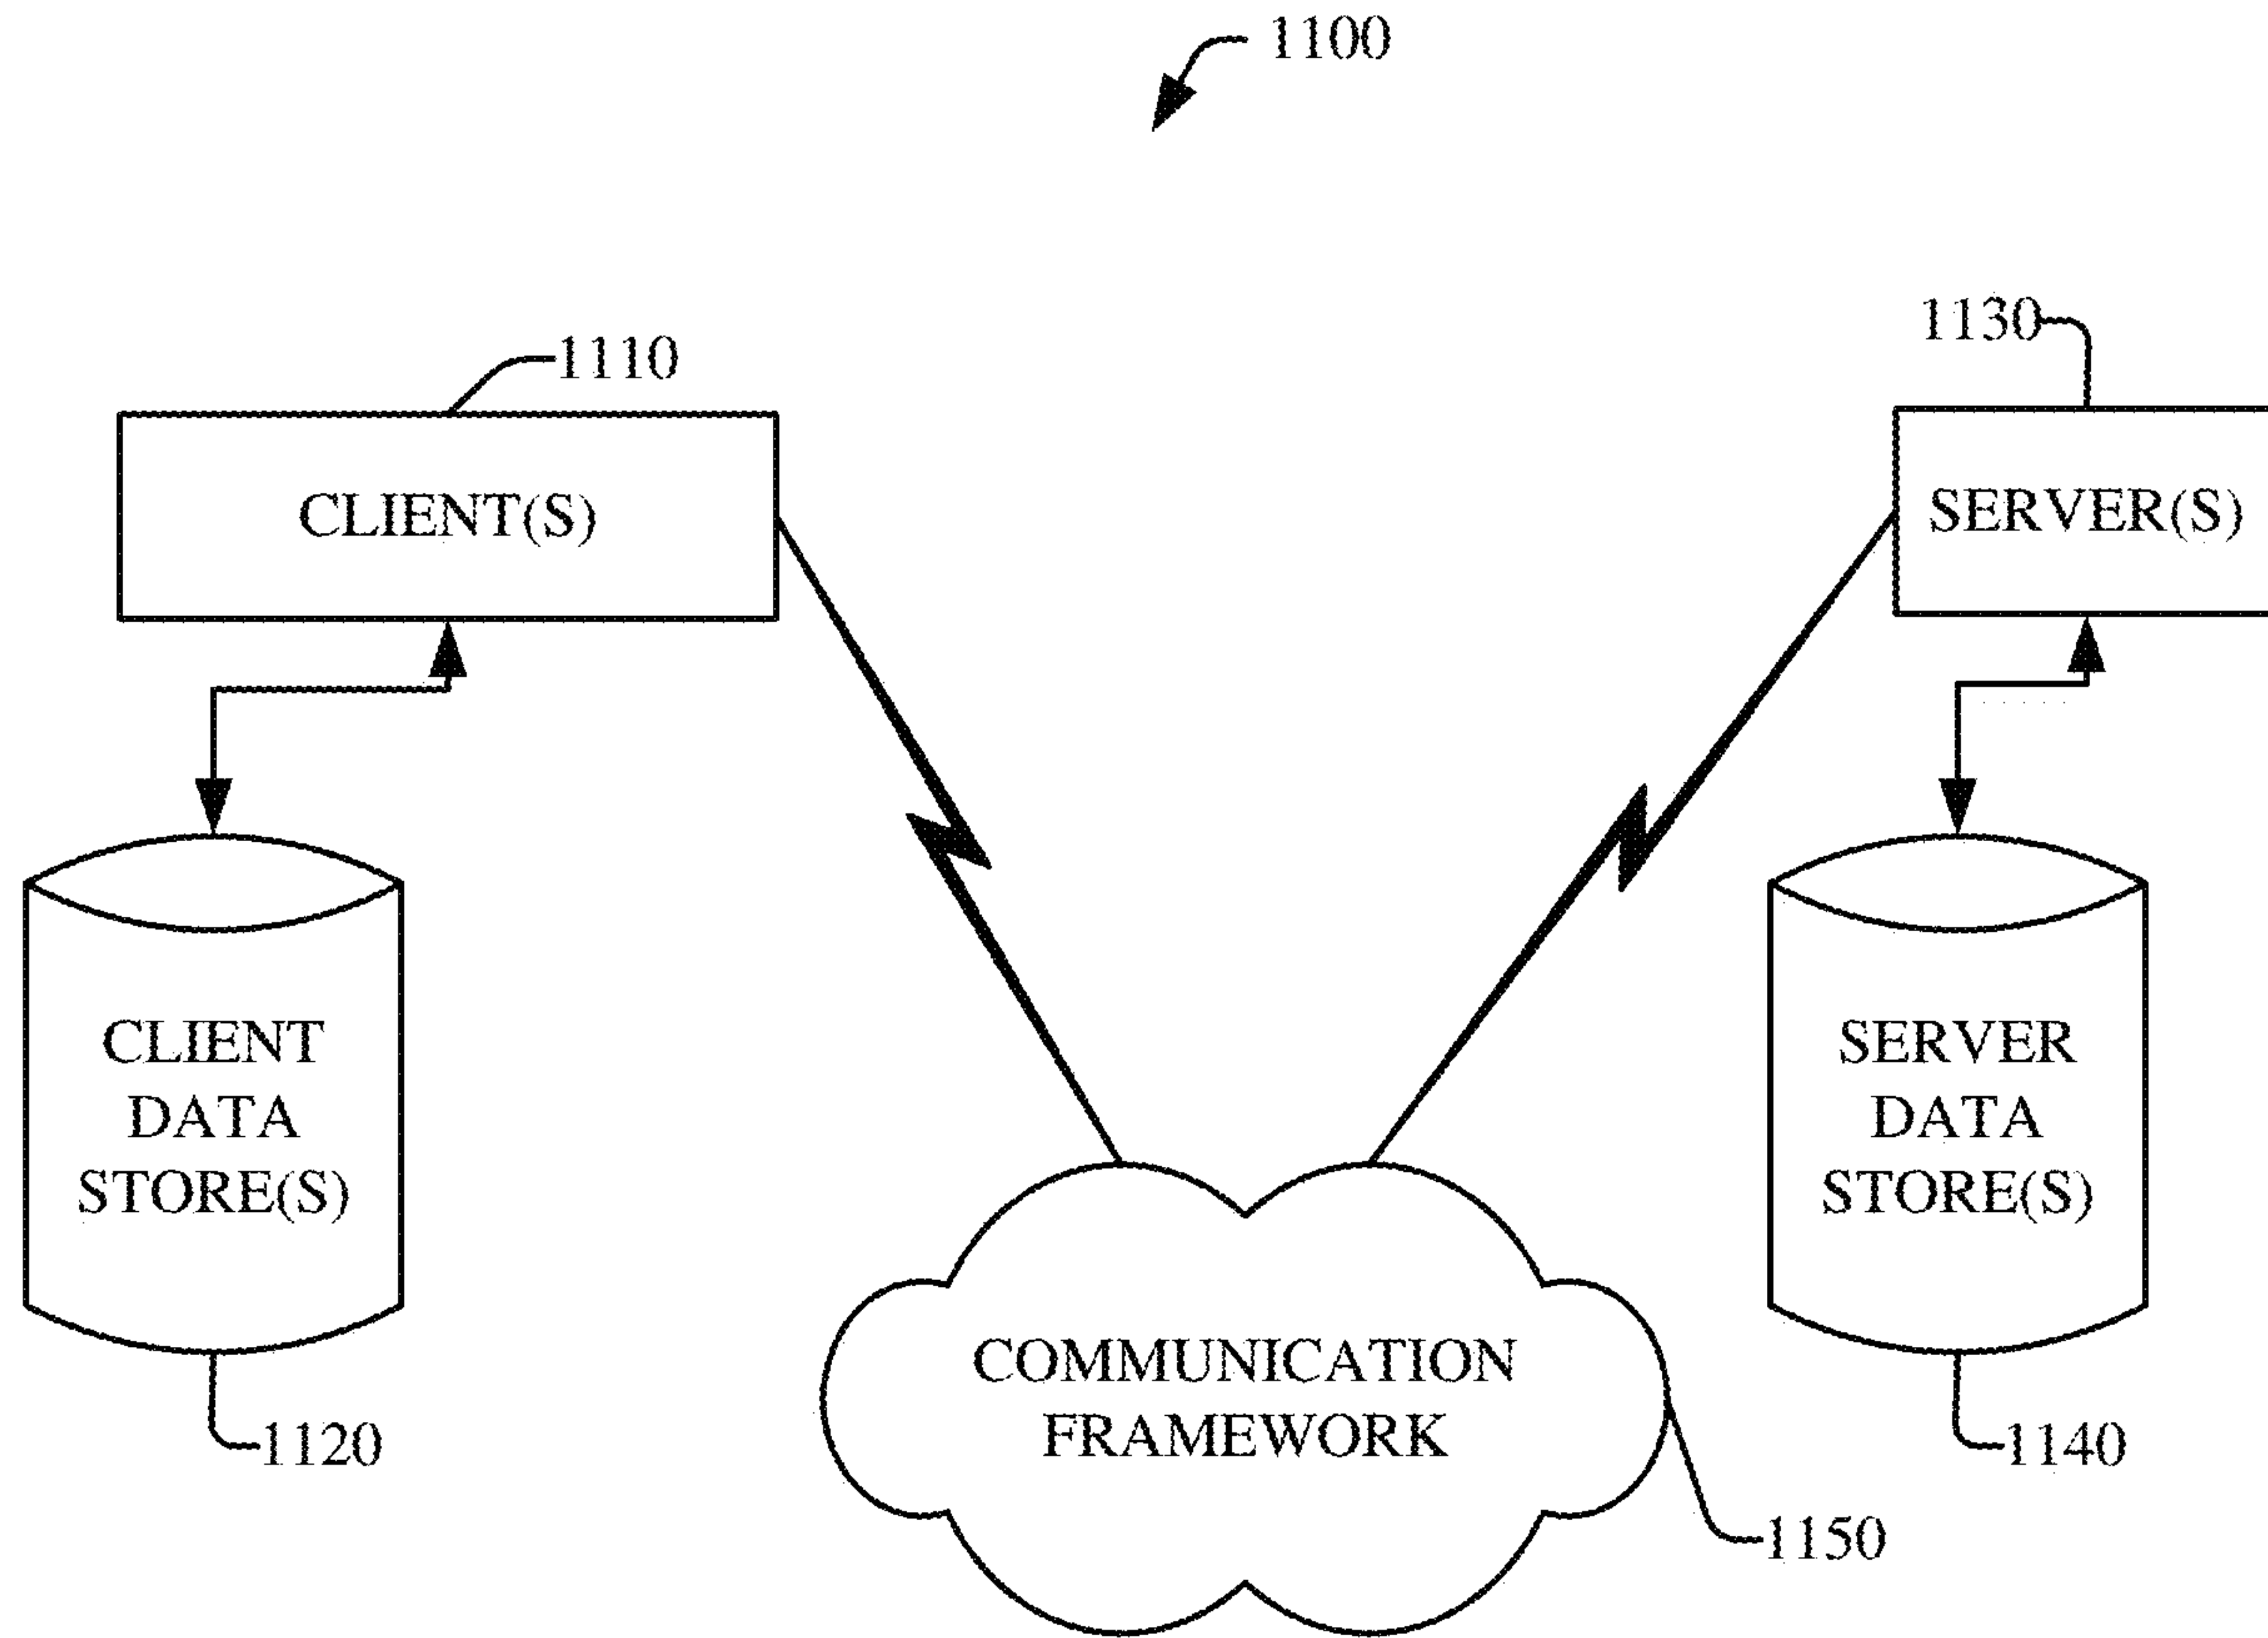 1100
1110
1130
CLIENT(S)
SERVER(S)
CLIENT
DATA
STORE(S)
SERVER
DATA
STORE(S)
COMMUNICATION
FRAMEWORK
1120
1140
1150